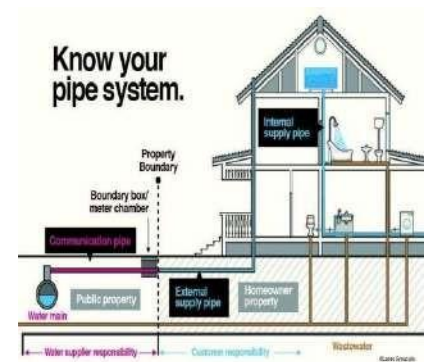 Know your
pipe system.
Property
Boundary
Boundary box/
meter chamber
Internal
supply pipe
Communication pipe
Public property
External
supply pipe
Homeowner
property
Water main
Water supplier responsibility
Customer responsibility
Wastewater